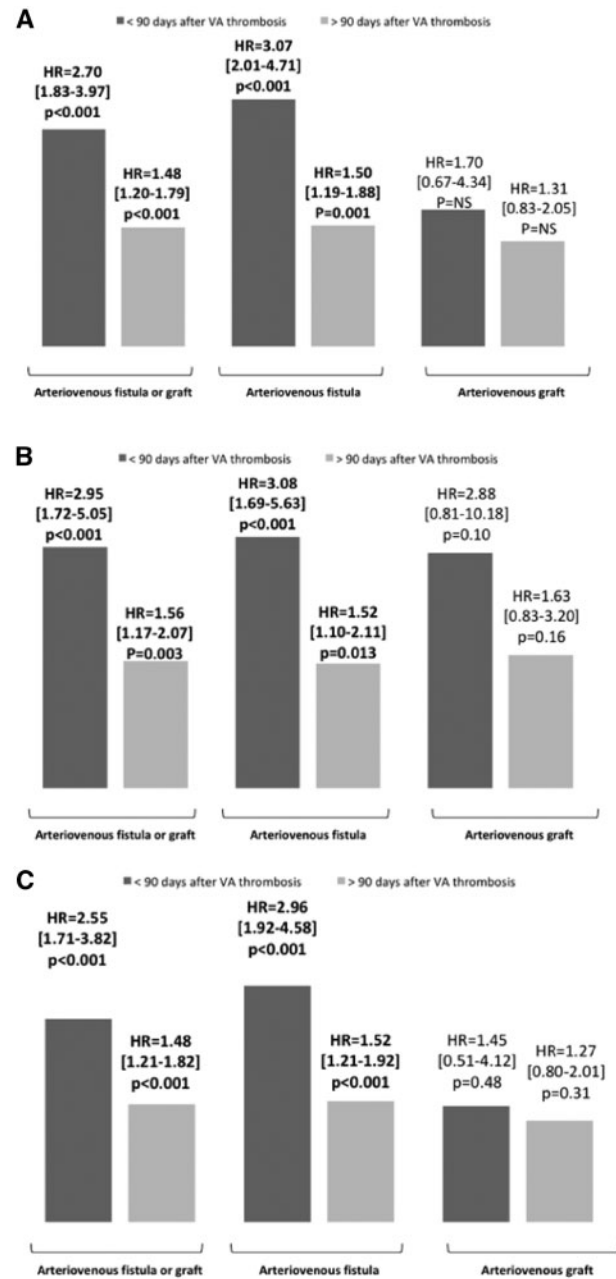 A
< 90 days after VA thrombosis > 90 days after VA thrombosis
HR=2.70
[1.83-3.97]
p<0.001
HR=1.48
[1.20-1.79]
p<0.001
HR=3.07
[2.01-4.71]
p<0.001
HR=1.50
[1.19-1.88]
P=0.001
HR=1.70
[0.67-4.34]
P=NS
HR=1.31
[0.83-2.05]
P=NS
Arteriovenous fistula or graft Arteriovenous fistula Arteriovenous graft
B
< 90 days after VA thrombosis > 90 days after VA thrombosis
HR=2.95
[1.72-5.05]
p<0.001
HR=1.56
[1.17-2.07]
P=0.003
HR=3.08
[1.69-5.63]
p<0.001
HR=1.52
[1.10-2.11]
p=0.013
HR=2.88
[0.81-10.18]
p=0.10
HR=1.63
[0.83-3.20]
p=0.16
Arteriovenous fistula or graft Arteriovenous fistula Arteriovenous graft
C
< 90 days after VA thrombosis > 90 days after VA thrombosis
HR=2.55
[1.71-3.82]
p<0.001
HR=1.48
[1.21-1.82]
p<0.001
HR=2.96
[1.92-4.58]
p<0.001
HR=1.52
[1.21-1.92]
p<0.001
HR=1.45
[0.51-4.12]
p=0.48
HR=1.27
[0.80-2.01]
p=0.31
Arteriovenous fistula or graft Arteriovenous fistula Arteriovenous graft